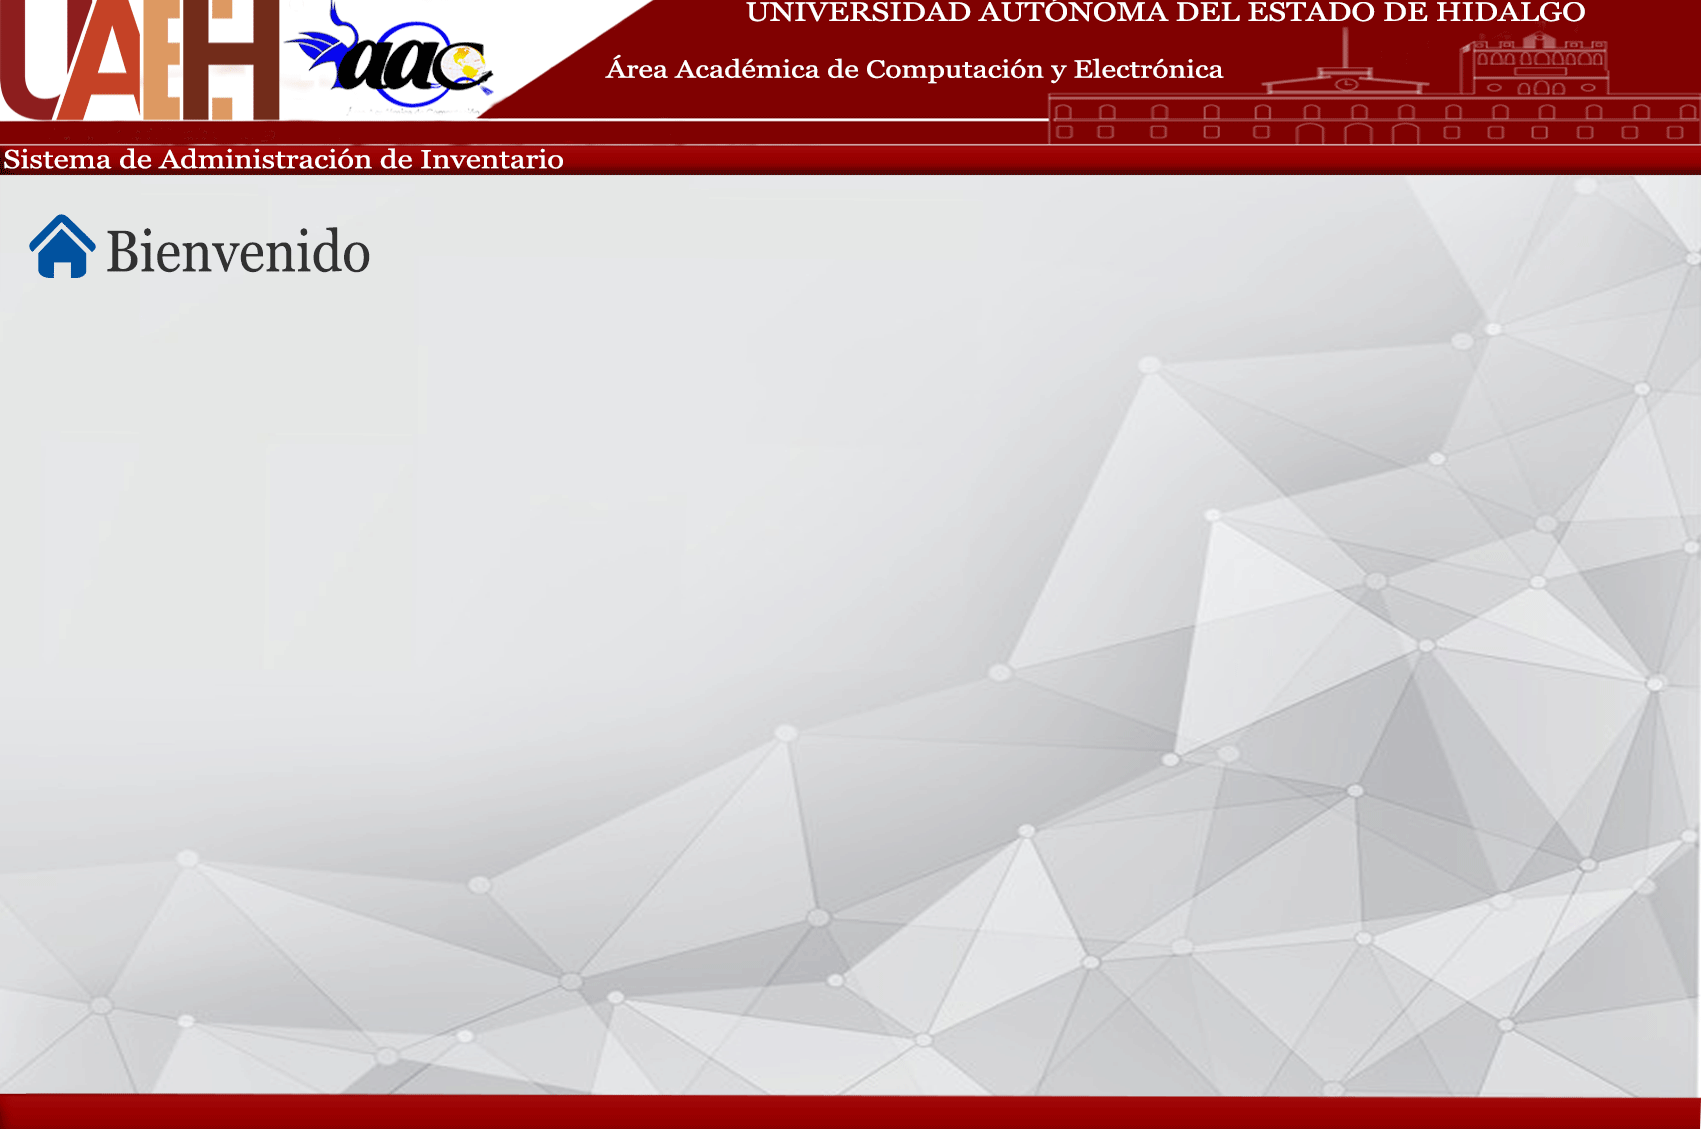 UNIVERSIDAD AUTÓNOMA DEL ESTADO DE HIDALGO
UAEH
aac
Área Académica de Computación y Electrónica
Sistema de Administración de Inventario
Bienvenido